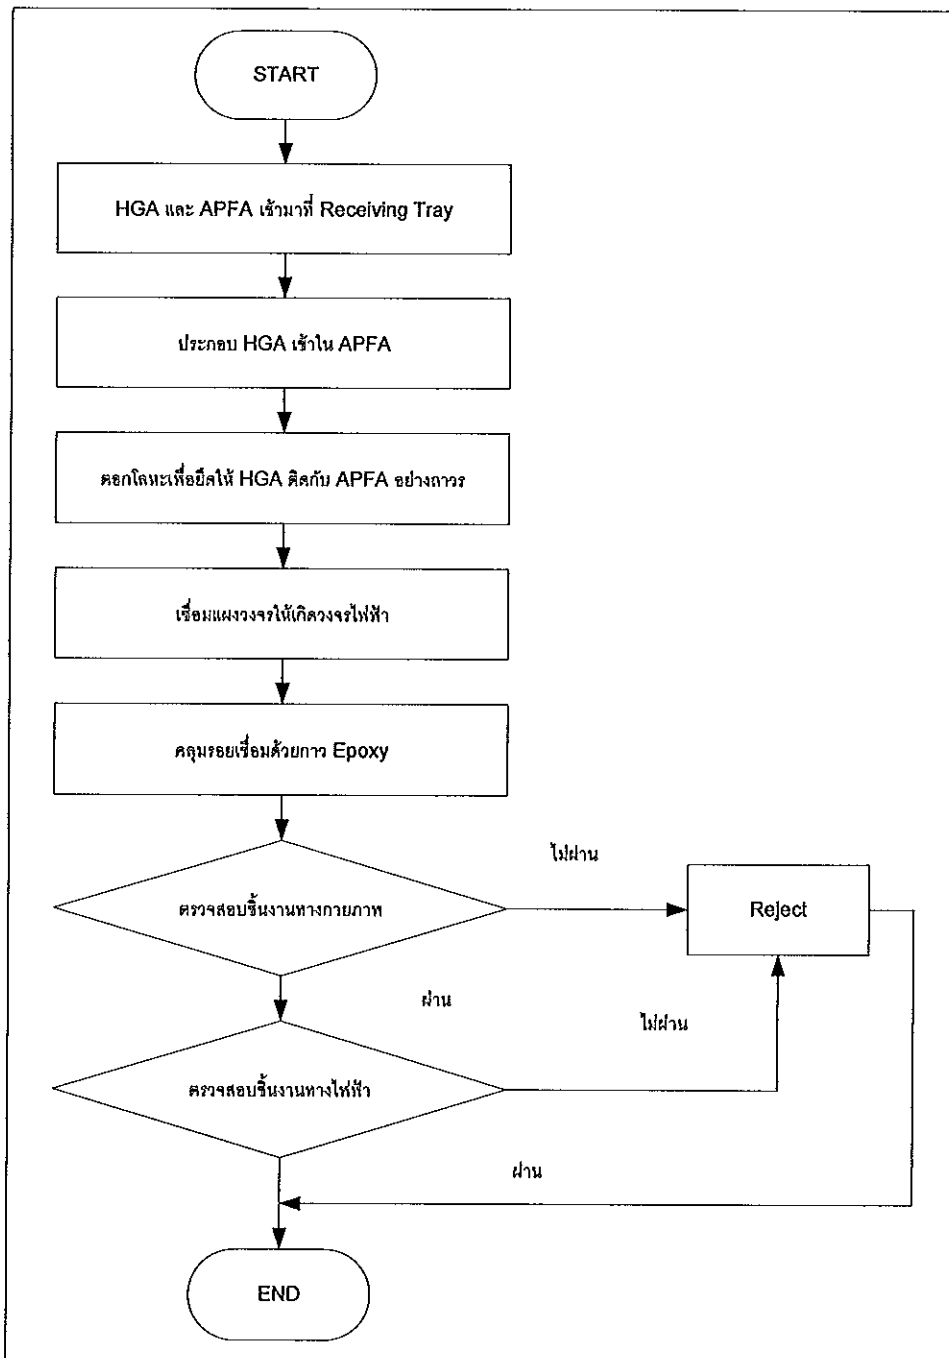 START
HGA และ APFA เข้ามาที่ Receiving Tray
ประกอบ HGA เข้าใน APFA
ตอกโลหะเพื่อยึดให้ HGA ติดกับ APFA อย่างถาวร
เชื่อมแผงวงจรให้เกิดวงจรไฟฟ้า
คลุมรอยเชื่อมด้วยกาว Epoxy
ไม่ผ่าน
ตรวจสอบชิ้นงานทางกายภาพ
Reject
ผ่าน
ไม่ผ่าน
ตรวจสอบชิ้นงานทางไฟฟ้า
ผ่าน
END